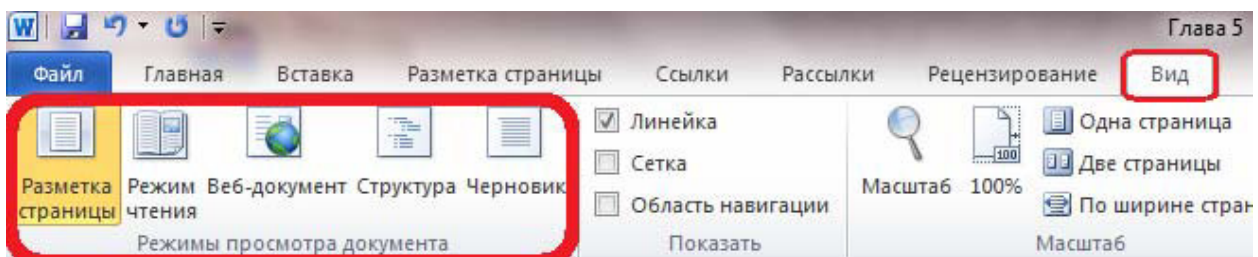 Глава 5
Файл Главная Вставка Разметка страницы Ссылки Рассылки Рецензирование Вид
Разметка страницы
Режим чтения
Веб-документ
Структура
Черновик
Режимы просмотра документа
Линейка
Сетка
Область навигации
Показать
Масштаб
100%
100
Одна страница
Две страницы
По ширине стран
Масштаб